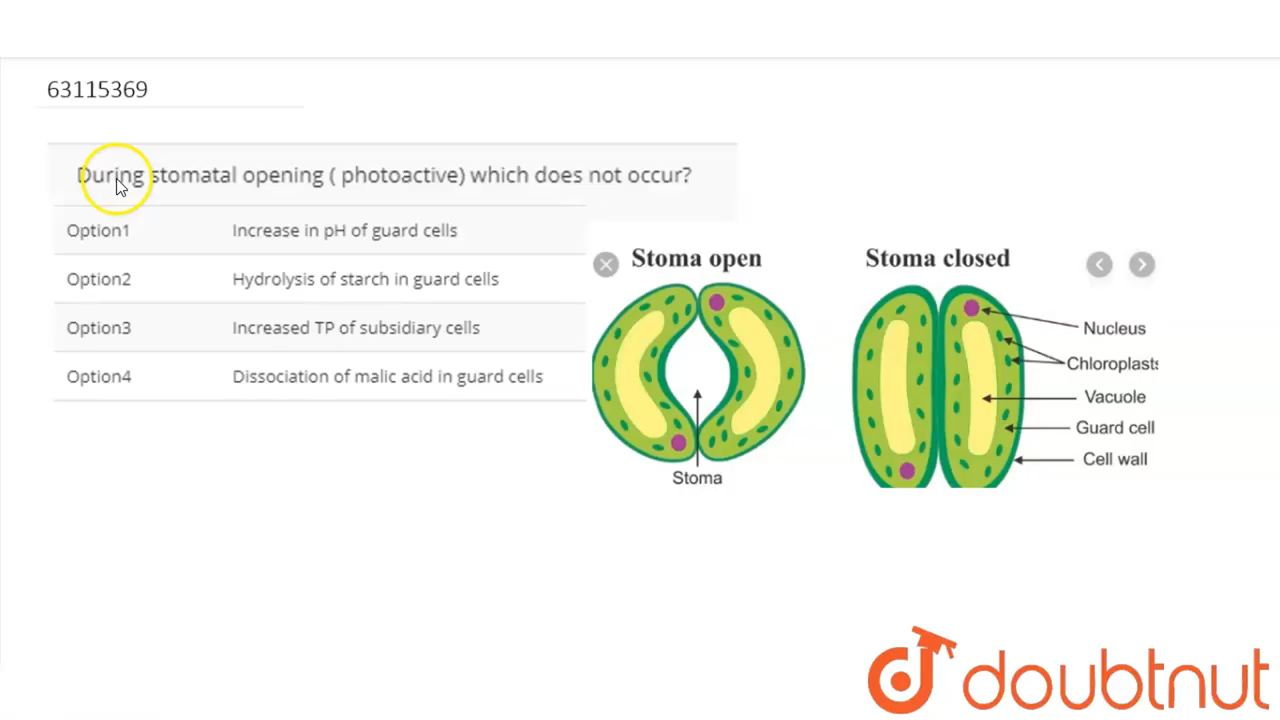 63115369
During stomatal opening ( photoactive) which does not occur?
Option1 Increase in pH of guard cells
Option2 Hydrolysis of starch in guard cells
Option3 Increased TP of subsidiary cells
Option4 Dissociation of malic acid in guard cells
Stoma open
Stoma closed
Nucleus
Chloroplasts
Vacuole
Guard cell
Cell wall
Stoma
doubtnut